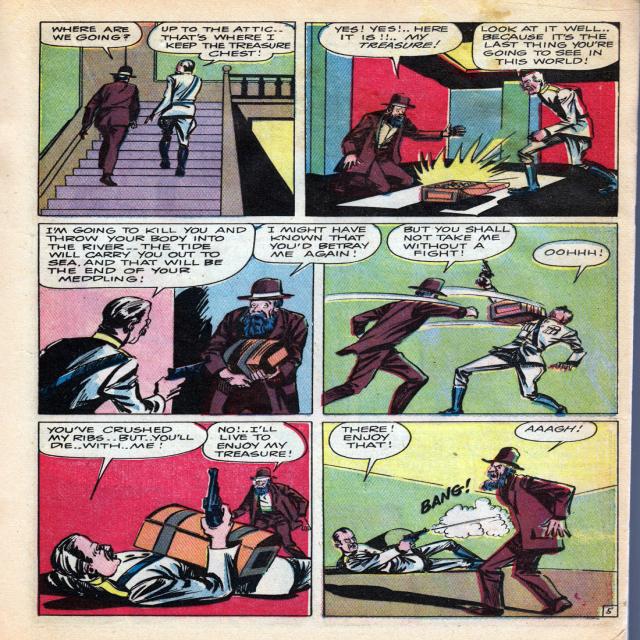 WHERE ARE
WE GOING?
UP TO THE ATTIC--
THAT'S WHERE I
KEEP THE TREASURE
CHEST!
YES! YES!.. HERE
IT IS!!.. MY
TREASURE!
LOOK AT IT WELL..
BECAUSE IT'S THE
LAST THING YOU'RE
GOING TO SEE IN
THIS WORLD!
I'M GOING TO KILL YOU AND
THROW YOUR BODY INTO
THE RIVER-- THE TIDE
WILL CARRY YOU OUT TO
SEA, AND THAT WILL BE
THE END OF YOUR
MEDDLING!
I MIGHT HAVE
KNOWN THAT
YOU'D BETRAY
ME AGAIN!
BUT YOU SHALL
NOT TAKE ME
WITHOUT A
FIGHT!
OOHHH!
YOU'VE CRUSHED
MY RIBS--BUT..YOU'LL
DIE..WITH..ME!
NO!..I'LL
LIVE TO
ENJOY MY
TREASURE!
THERE!
ENJOY
THAT!
AAAGH!
BANG!
5